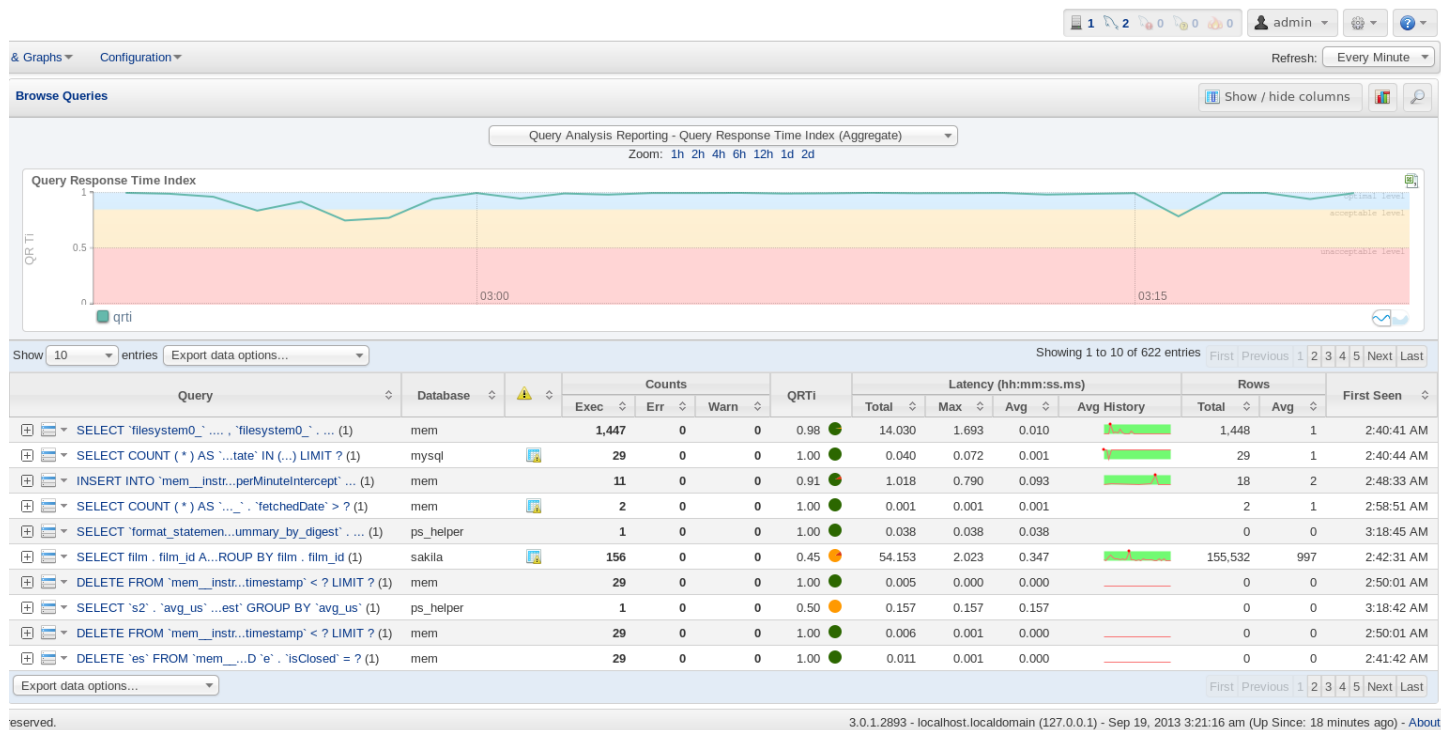 1 2 0 0 0 admin
& Graphs Configuration Refresh: Every Minute
Browse Queries Show / hide columns
Query Analysis Reporting - Query Response Time Index (Aggregate)
Zoom: 1h 2h 4h 6h 12h 1d 2d
Query Response Time Index
1
optimal level
acceptable level
QR Ti
0.5
unacceptable level
0
03:00 03:15
qrti
Show 10 entries Export data options... Showing 1 to 10 of 622 entries First Previous 1 2 3 4 5 Next Last
Query Database Counts QRTi Latency (hh:mm:ss.ms) Rows First Seen
Exec Err Warn Total Max Avg Avg History Total Avg
SELECT `filesystem0_` .... , `filesystem0_` . ... (1) mem 1,447 0 0 0.98 14.030 1.693 0.010 1,448 1 2:40:41 AM
SELECT COUNT ( * ) AS `...tate` IN (...) LIMIT ? (1) mysql 29 0 0 1.00 0.040 0.072 0.001 29 1 2:40:44 AM
INSERT INTO `mem__instr...perMinuteIntercept` ... (1) mem 11 0 0 0.91 1.018 0.790 0.093 18 2 2:48:33 AM
SELECT COUNT ( * ) AS `..._` . `fetchedDate` > ? (1) mem 2 0 0 1.00 0.001 0.001 0.001 2 1 2:58:51 AM
SELECT `format_statemen...ummary_by_digest` . ... (1) ps_helper 1 0 0 1.00 0.038 0.038 0.038 0 0 3:18:45 AM
SELECT film . film_id A...ROUP BY film . film_id (1) sakila 156 0 0 0.45 54.153 2.023 0.347 155,532 997 2:42:31 AM
DELETE FROM `mem__instr...timestamp` < ? LIMIT ? (1) mem 29 0 0 1.00 0.005 0.000 0.000 0 0 2:50:01 AM
SELECT `s2` . `avg_us` ...est` GROUP BY `avg_us` (1) ps_helper 1 0 0 0.50 0.157 0.157 0.157 0 0 3:18:42 AM
DELETE FROM `mem__instr...timestamp` < ? LIMIT ? (1) mem 29 0 0 1.00 0.006 0.001 0.000 0 0 2:50:01 AM
DELETE `es` FROM `mem__...D `e` . `isClosed` = ? (1) mem 29 0 0 1.00 0.011 0.001 0.000 0 0 2:41:42 AM
Export data options... First Previous 1 2 3 4 5 Next Last
reserved. 3.0.1.2893 - localhost.localdomain (127.0.0.1) - Sep 19, 2013 3:21:16 am (Up Since: 18 minutes ago) - About